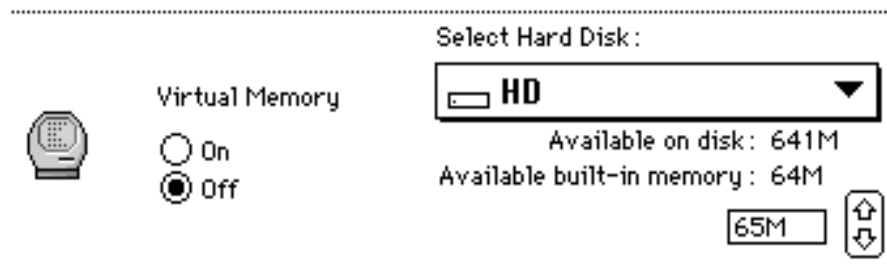 Select Hard Disk:
HD
Virtual Memory
On
Off
Available on disk: 641M
Available built-in memory: 64M
65M